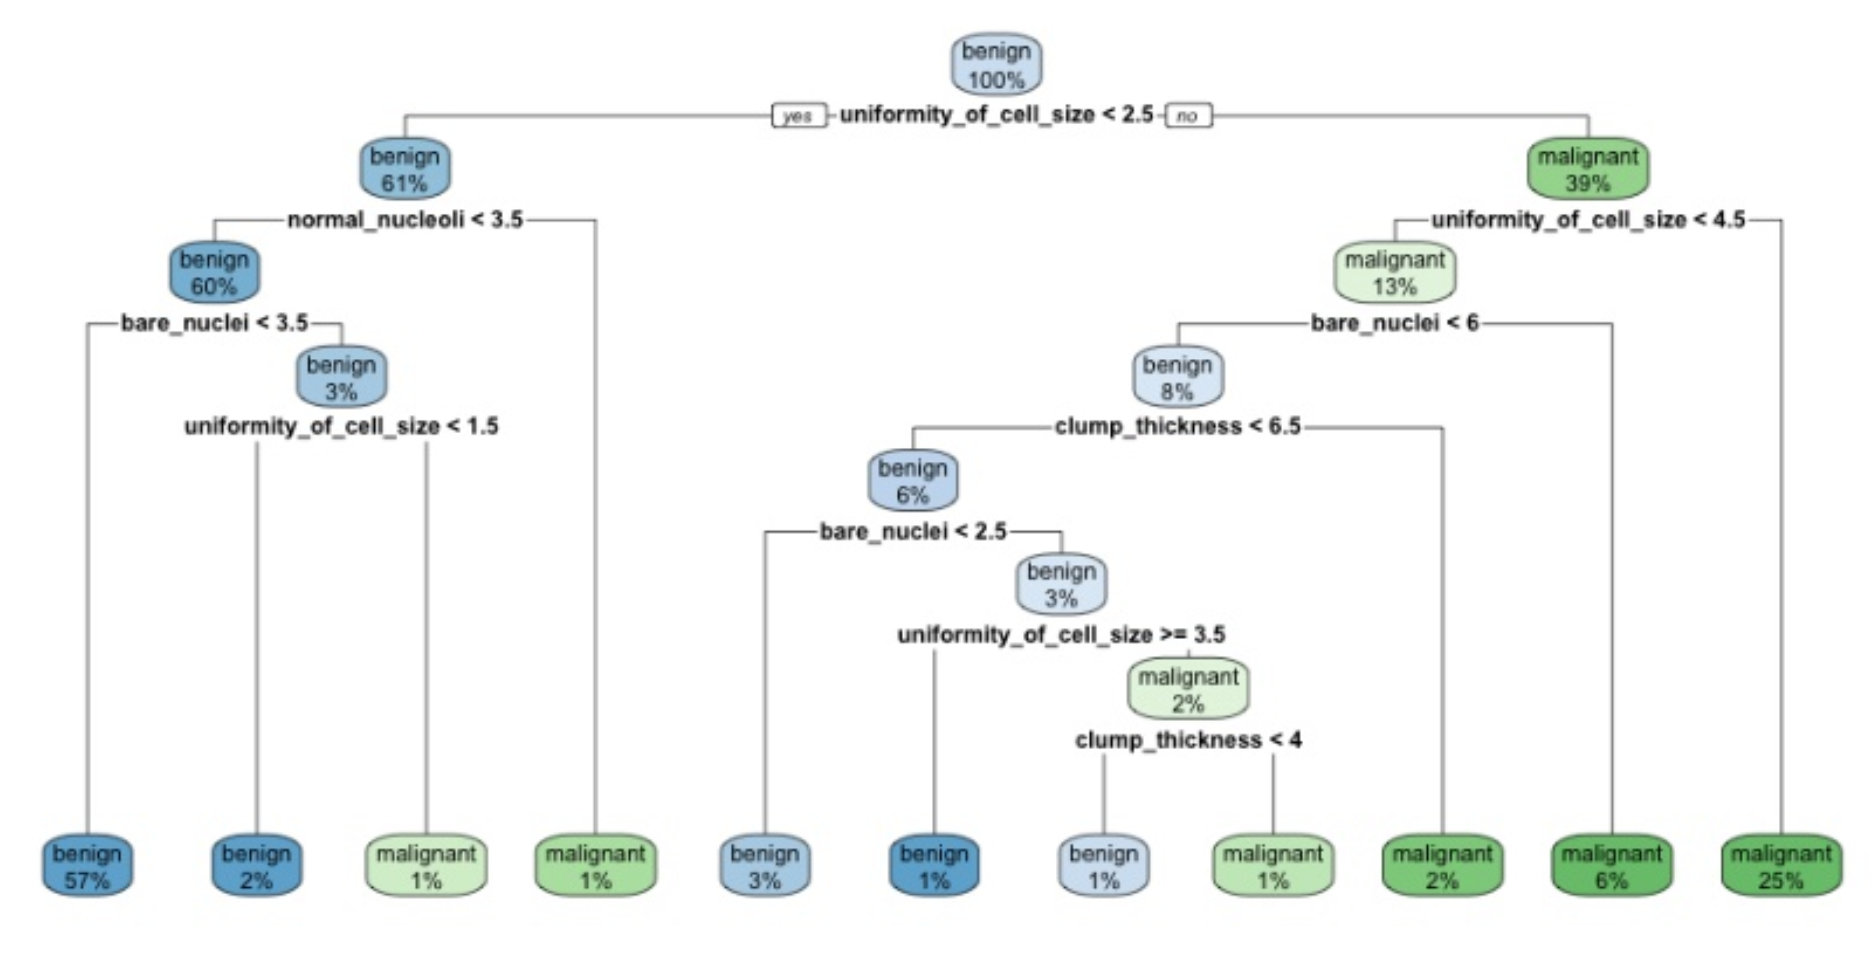 benign
100%
yes uniformity_of_cell_size < 2.5 no
benign
61%
malignant
39%
normal_nucleoli < 3.5
uniformity_of_cell_size < 4.5
benign
60%
malignant
13%
bare_nuclei < 3.5
bare_nuclei < 6
benign
3%
benign
8%
uniformity_of_cell_size < 1.5
clump_thickness < 6.5
benign
6%
bare_nuclei < 2.5
benign
3%
uniformity_of_cell_size >= 3.5
malignant
2%
clump_thickness < 4
benign
57%
benign
2%
malignant
1%
malignant
1%
benign
3%
benign
1%
benign
1%
malignant
1%
malignant
2%
malignant
6%
malignant
25%